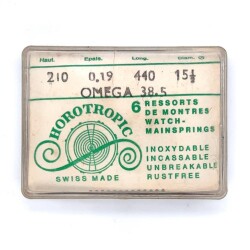 Haut. Epais. Long. Diam.
210 0,19 440 15½
OMEGA 38.5
HOROTROPIC
SWISS MADE
6 RESSORTS
DE MONTRES
WATCH-
MAINSPRINGS
INOXYDABLE
INCASSABLE
UNBREAKABLE
RUSTFREE